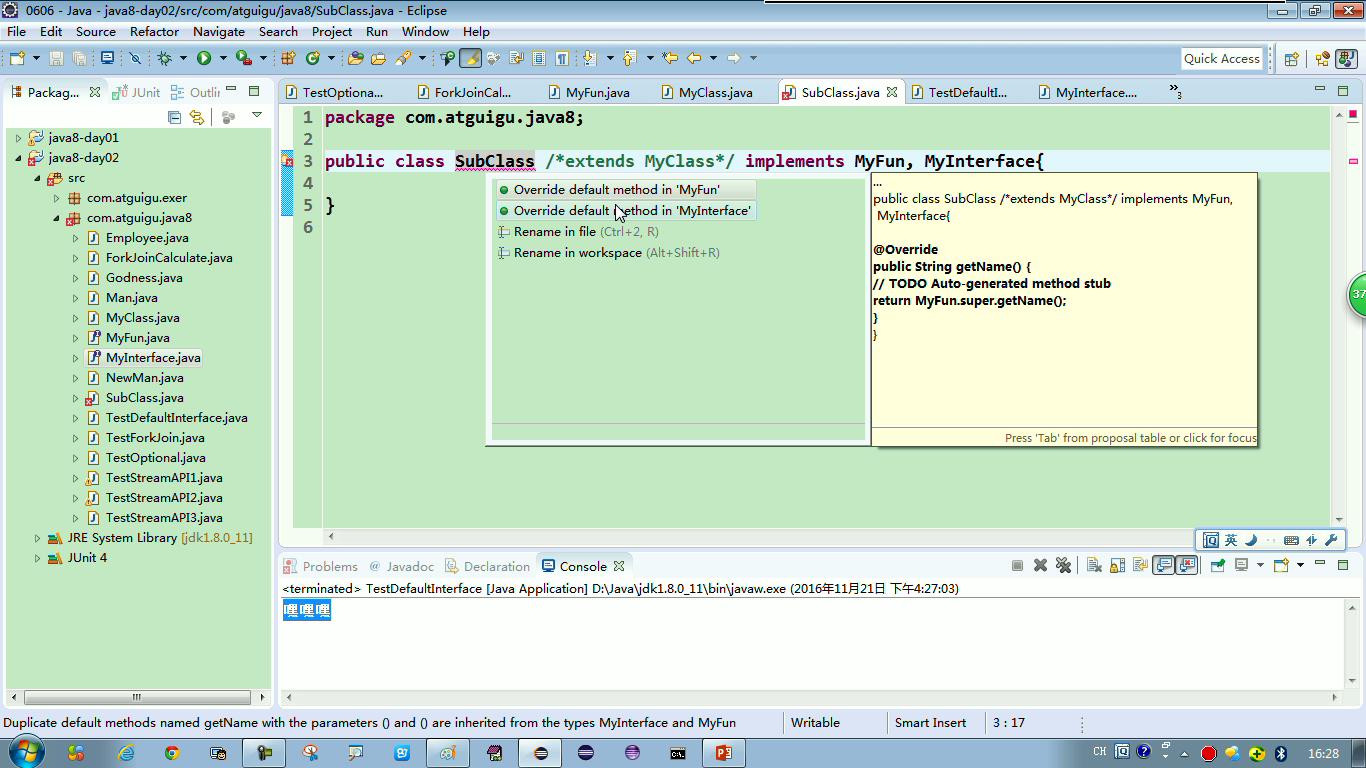 0606 - Java - java8-day02/src/com/atguigu/java8/SubClass.java - Eclipse
File Edit Source Refactor Navigate Search Project Run Window Help
Quick Access
Packag... JUnit Outlin
TestOptiona... ForkJoinCal... MyFun.java MyClass.java SubClass.java TestDefaultI... MyInterface.... »3
java8-day01
java8-day02
src
com.atguigu.exer
com.atguigu.java8
Employee.java
ForkJoinCalculate.java
Godness.java
Man.java
MyClass.java
MyFun.java
MyInterface.java
NewMan.java
SubClass.java
TestDefaultInterface.java
TestForkJoin.java
TestOptional.java
TestStreamAPI1.java
TestStreamAPI2.java
TestStreamAPI3.java
JRE System Library [jdk1.8.0_11]
JUnit 4
1 package com.atguigu.java8;
2
3 public class SubClass /*extends MyClass*/ implements MyFun, MyInterface{
4
5 }
6
Override default method in 'MyFun'
Override default method in 'MyInterface'
Rename in file (Ctrl+2, R)
Rename in workspace (Alt+Shift+R)
...
public class SubClass /*extends MyClass*/ implements MyFun,
MyInterface{
@Override
public String getName() {
// TODO Auto-generated method stub
return MyFun.super.getName();
}
}
Press 'Tab' from proposal table or click for focus
37
英
Problems @ Javadoc Declaration Console
<terminated> TestDefaultInterface [Java Application] D:\Java\jdk1.8.0_11\bin\javaw.exe (2016年11月21日 下午4:27:03)
嘿嘿嘿
Duplicate default methods named getName with the parameters () and () are inherited from the types MyInterface and MyFun
Writable
Smart Insert
3 : 17
CH
16:28